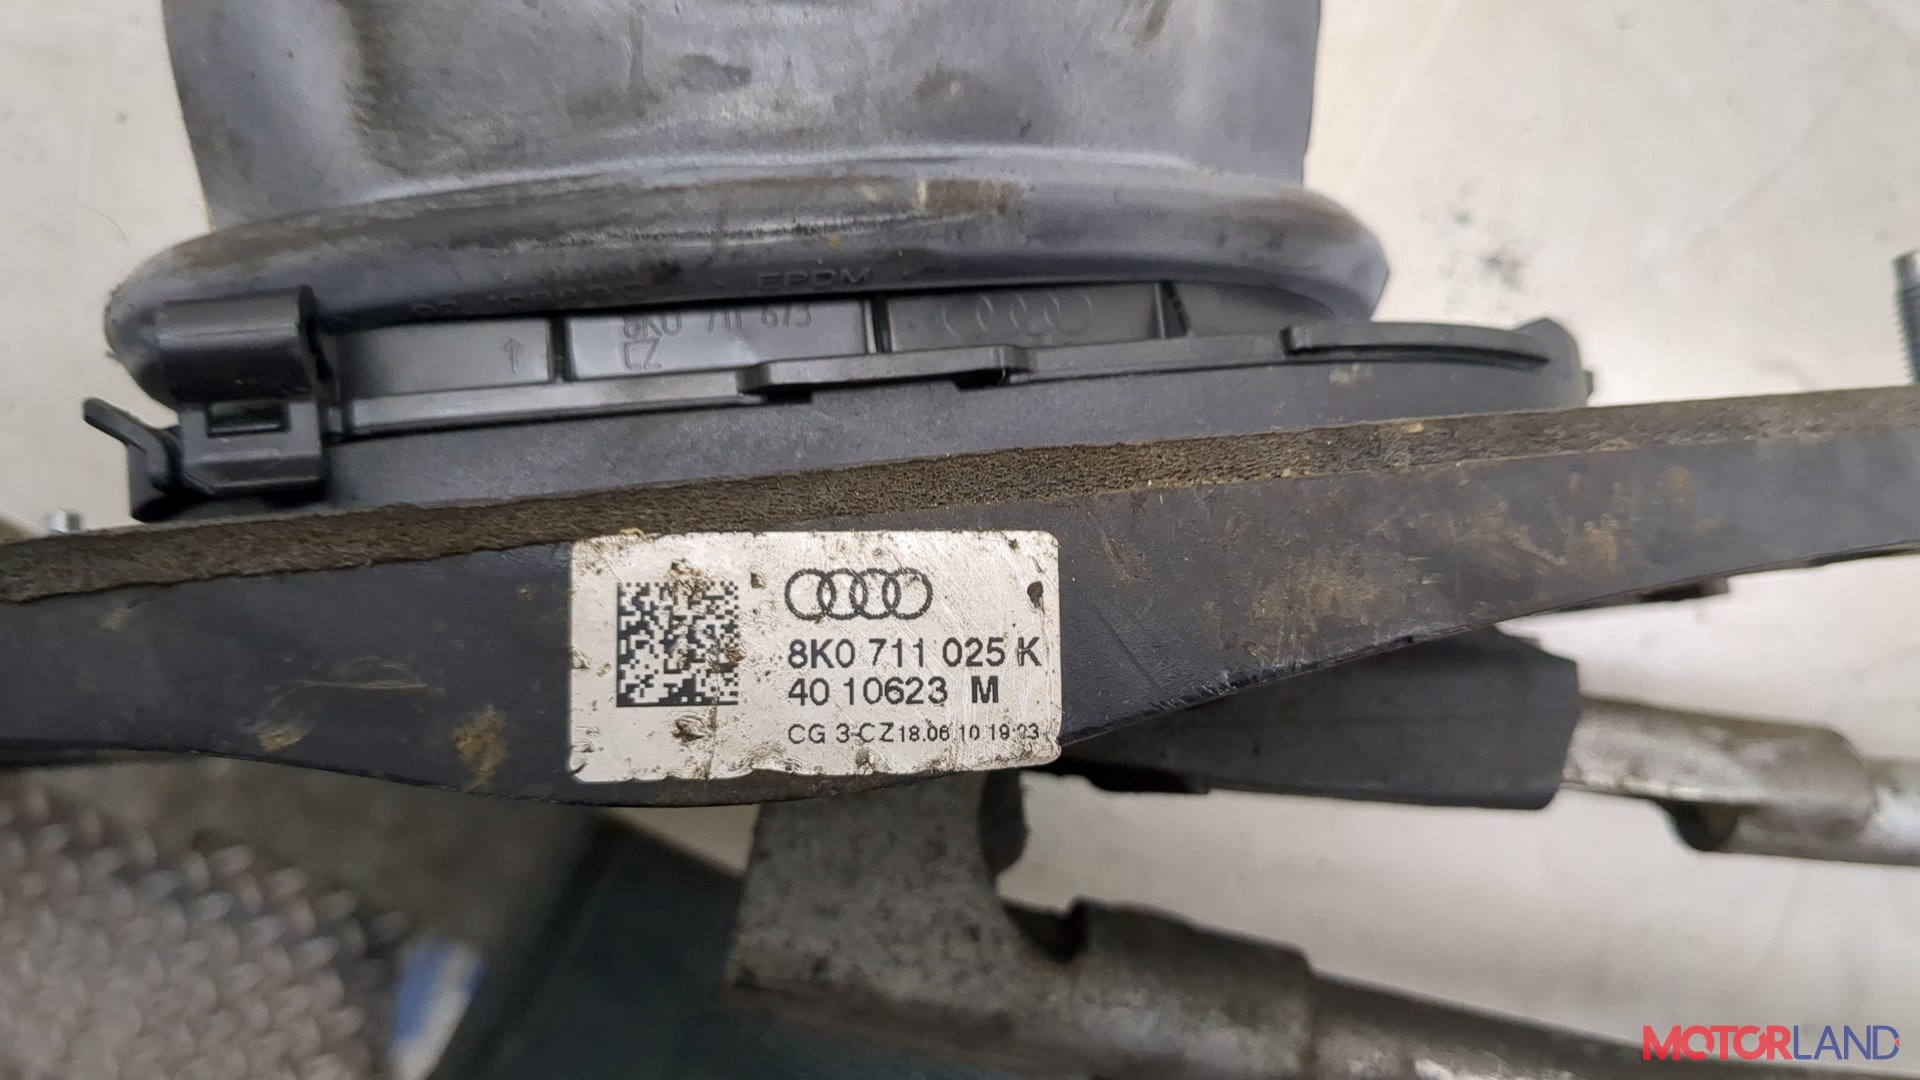 EPDM
8K0 711 673
CZ
8K0 711 025 K
40 10623 M
CG 3-CZ 18.06.10 19:23
MOTORLAND